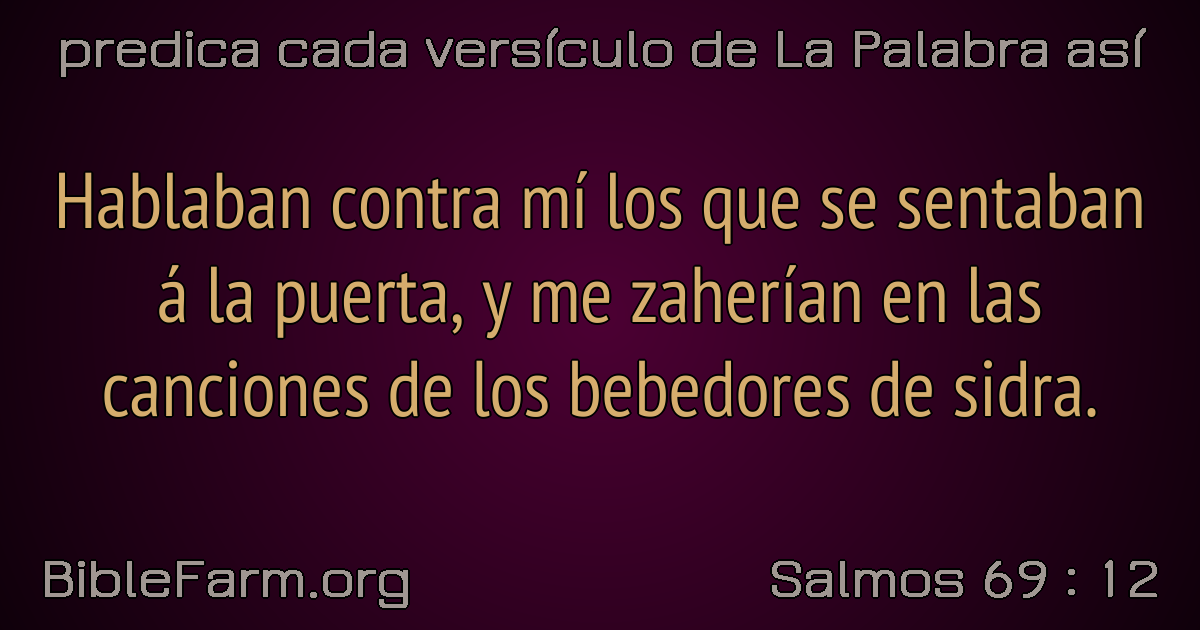 predica cada versículo de La Palabra así
Hablaban contra mí los que se sentaban
á la puerta, y me zaherían en las
canciones de los bebedores de sidra.
BibleFarm.org
Salmos 69 : 12